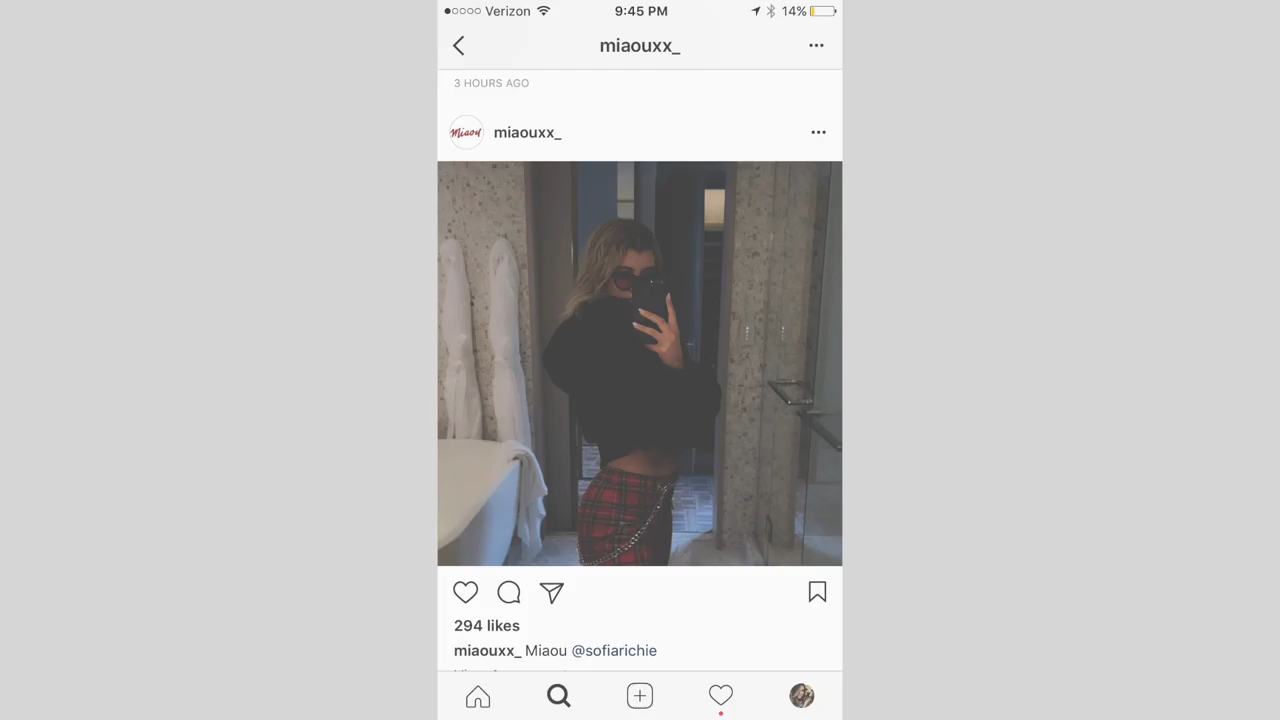 Verizon 9:45 PM 14%
miaouxx_
3 HOURS AGO
Miaou miaouxx_
294 likes
miaouxx_ Miaou @sofiarichie